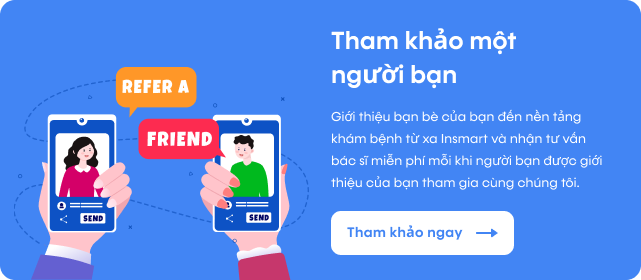 Tham khảo một
người bạn
REFER A
FRIEND
Giới thiệu bạn bè của bạn đến nền tảng
khám bệnh từ xa Insmart và nhận tư vấn
bác sĩ miễn phí mỗi khi người bạn được giới
thiệu của bạn tham gia cùng chúng tôi.
SEND
SEND
Tham khảo ngay